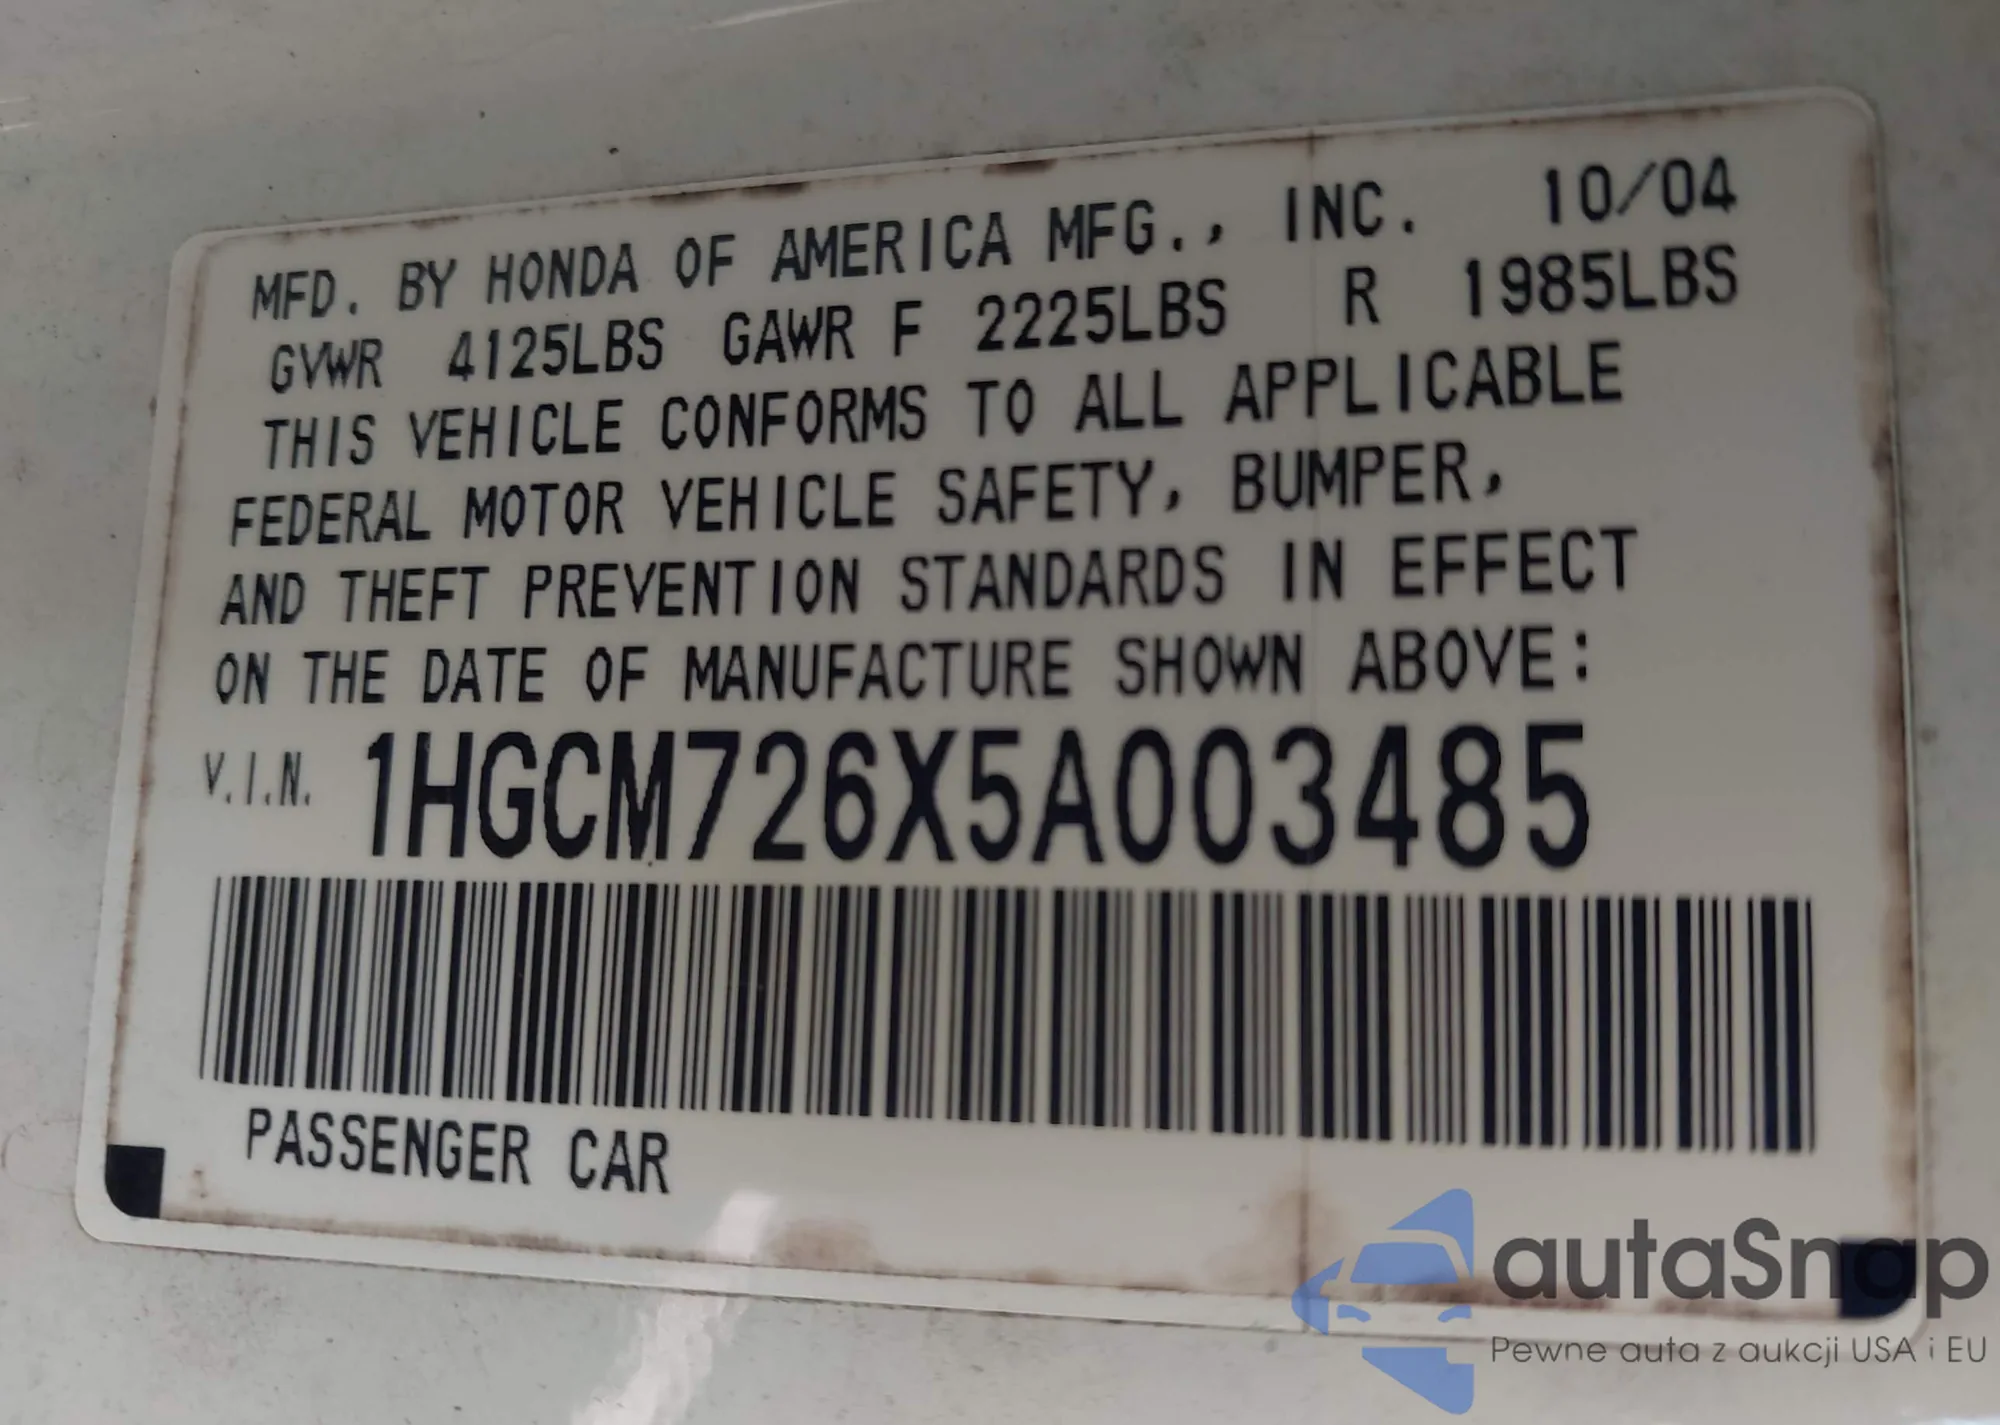 MFD. BY HONDA OF AMERICA MFG., INC. 10/04
GVWR 4125LBS GAWR F 2225LBS R 1985LBS
THIS VEHICLE CONFORMS TO ALL APPLICABLE
FEDERAL MOTOR VEHICLE SAFETY, BUMPER,
AND THEFT PREVENTION STANDARDS IN EFFECT
ON THE DATE OF MANUFACTURE SHOWN ABOVE:
V.I.N. 1HGCM726X5A003485
PASSENGER CAR
autaSnap
Pewne auta z aukcji USA i EU